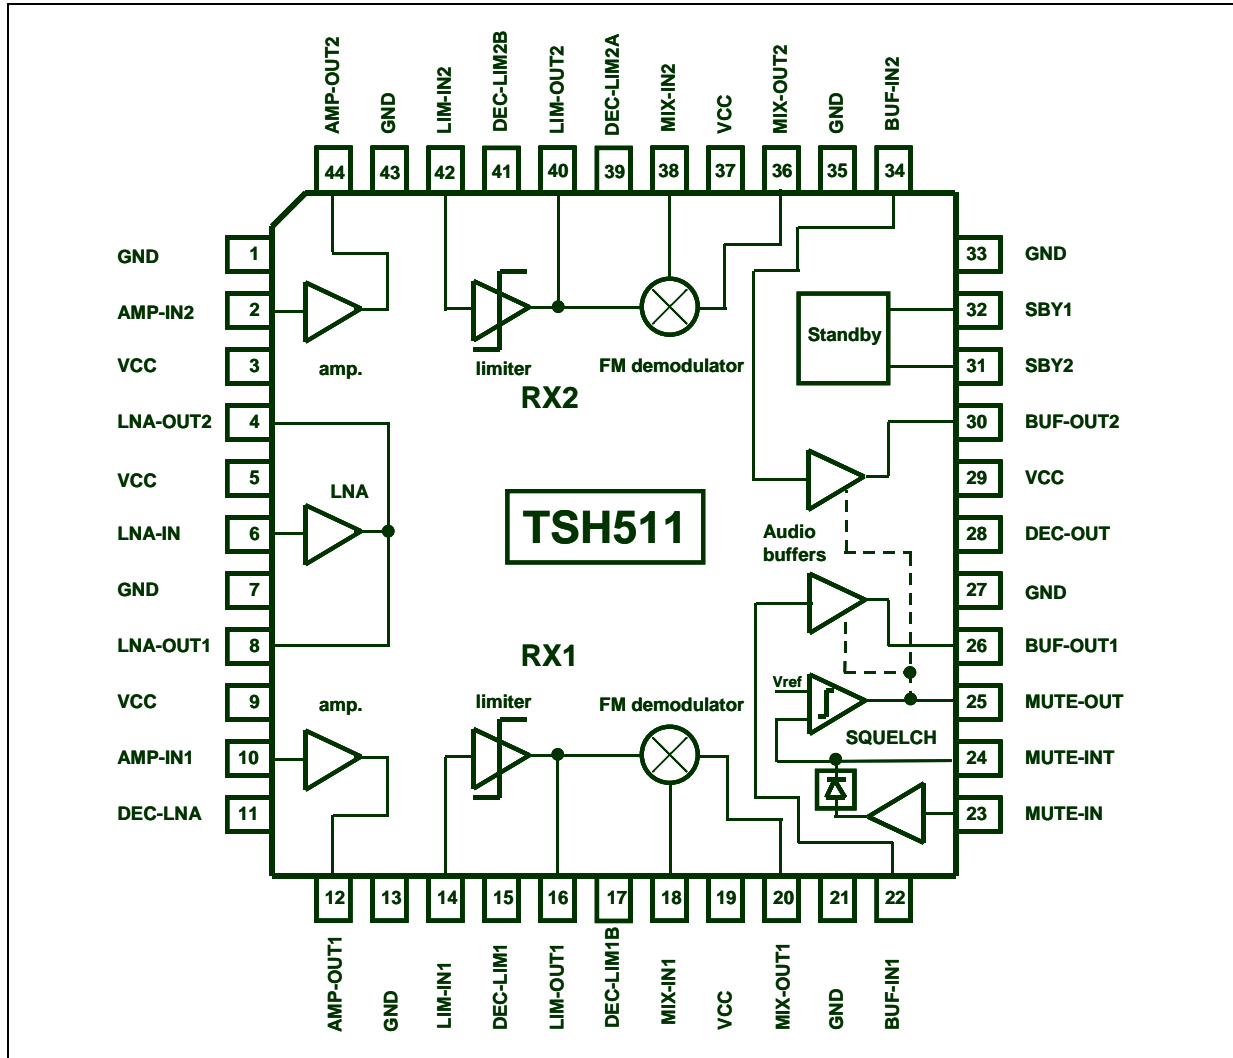 AMP-OUT2
GND
LIM-IN2
DEC-LIM2B
LIM-OUT2
DEC-LIM2A
MIX-IN2
VCC
MIX-OUT2
GND
BUF-IN2
44 43 42 41 40 39 38 37 36 35 34
GND 1
AMP-IN2 2
VCC 3
LNA-OUT2 4
VCC 5
LNA-IN 6
GND 7
LNA-OUT1 8
VCC 9
AMP-IN1 10
DEC-LNA 11
amp.
limiter
FM demodulator
RX2
Standby
LNA
TSH511
Audio
buffers
RX1
amp.
limiter
FM demodulator
Vref
SQUELCH
33 GND
32 SBY1
31 SBY2
30 BUF-OUT2
29 VCC
28 DEC-OUT
27 GND
26 BUF-OUT1
25 MUTE-OUT
24 MUTE-INT
23 MUTE-IN
12 13 14 15 16 17 18 19 20 21 22
AMP-OUT1
GND
LIM-IN1
DEC-LIM1
LIM-OUT1
DEC-LIM1B
MIX-IN1
VCC
MIX-OUT1
GND
BUF-IN1